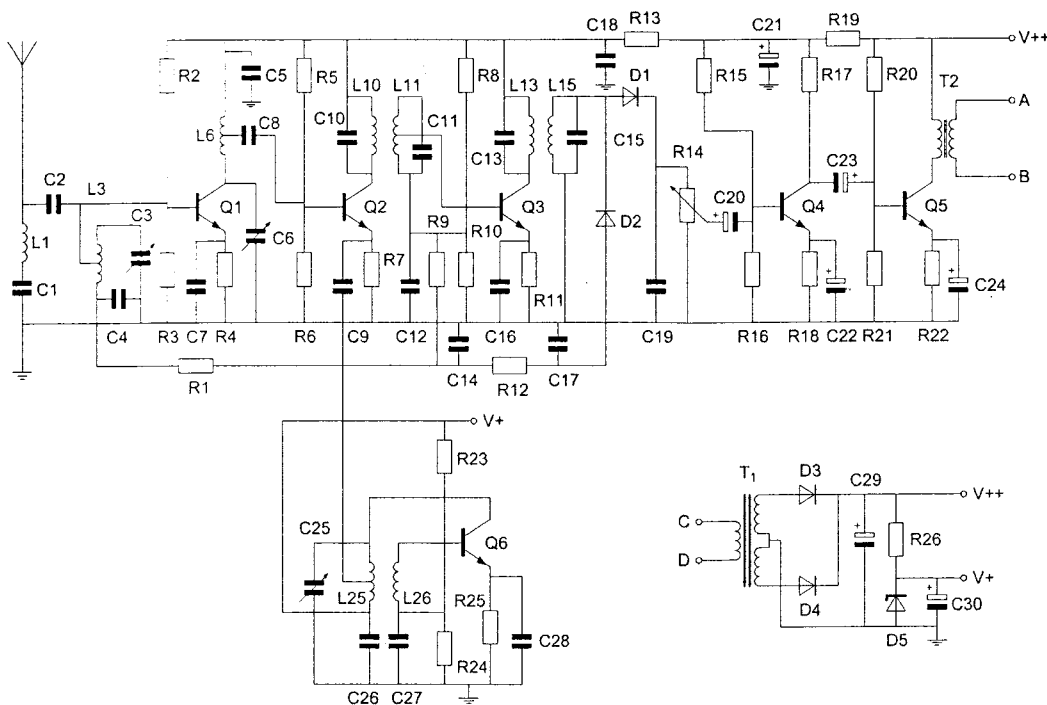 C18 R13 C21 R19 V++
R2 C5 R5 L10 L11 R8 L13 L15 D1 R15 R17 R20 T2
L6 C8 C10 C11 C13 C15 A
C2 L3 R14 C20 C23 B
Q1 Q2 Q3 Q4 Q5
L1 C3 C6 R7 R9 R10 D2
C1 R11 C24
C4 R3 C7 R4 R6 C9 C12 C16 C19 R16 R18 C22 R21 R22
R1 C14 R12 C17
V+
R23 T1 D3 C29 V++
C25 Q6 C R26
D V+
L25 L26 R25 D4 C30
R24 C28 D5
C26 C27